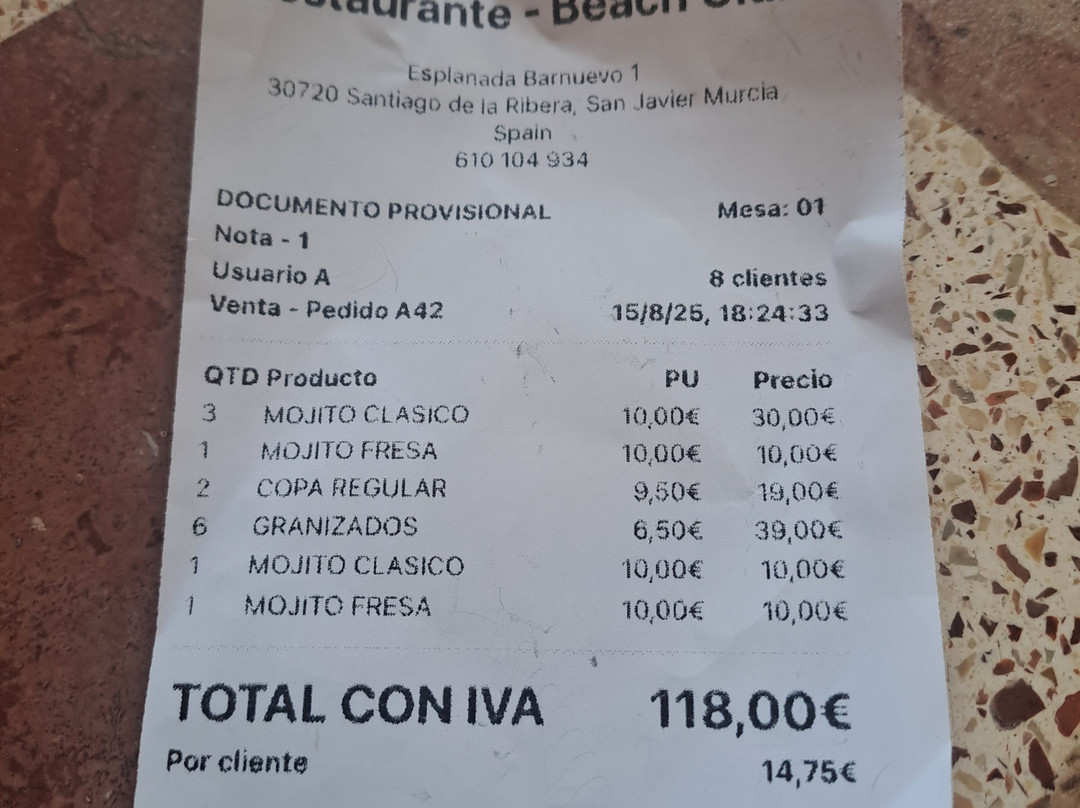 - Beach
Esplanada Barnuevo 1
30720 Santiago de la Ribera, San Javier Murcia
Spain
610 104 934
DOCUMENTO PROVISIONAL Mesa: 01
Nota - 1
Usuario A 8 clientes
Venta - Pedido A42 15/8/25, 18:24:33
QTD Producto PU Precio
3 MOJITO CLASICO 10,00€ 30,00€
1 MOJITO FRESA 10,00€ 10,00€
2 COPA REGULAR 9,50€ 19,00€
6 GRANIZADOS 6,50€ 39,00€
1 MOJITO CLASICO 10,00€ 10,00€
1 MOJITO FRESA 10,00€ 10,00€
TOTAL CON IVA 118,00€
Por cliente 14,75€